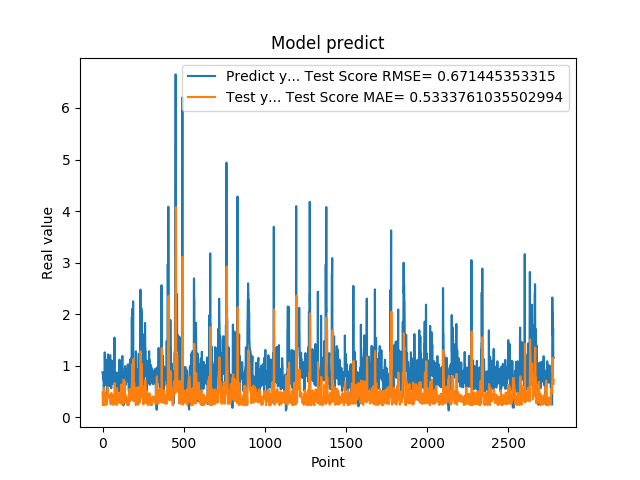 Model predict
Predict y... Test Score RMSE= 0.671445353315
Test y... Test Score MAE= 0.5333761035502994
Real value
6
5
4
3
2
1
0
0 500 1000 1500 2000 2500
Point